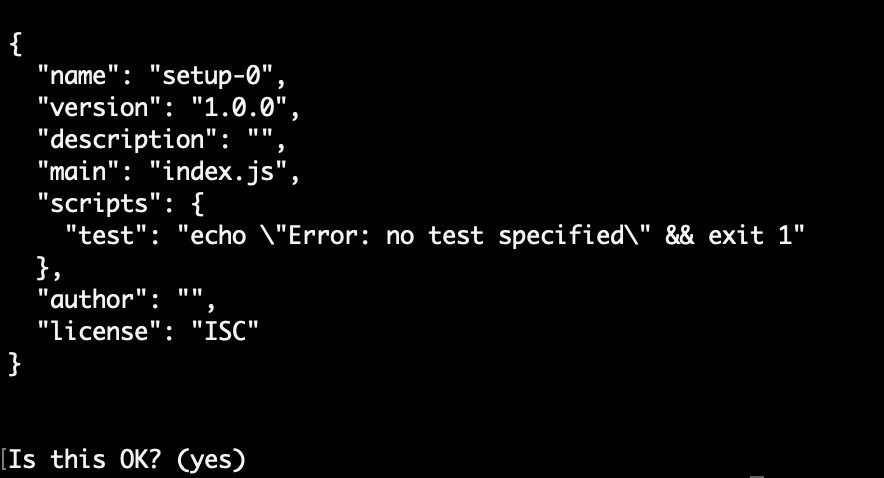 {
  "name": "setup-0",
  "version": "1.0.0",
  "description": "",
  "main": "index.js",
  "scripts": {
    "test": "echo \"Error: no test specified\" && exit 1"
  },
  "author": "",
  "license": "ISC"
}
Is this OK? (yes)